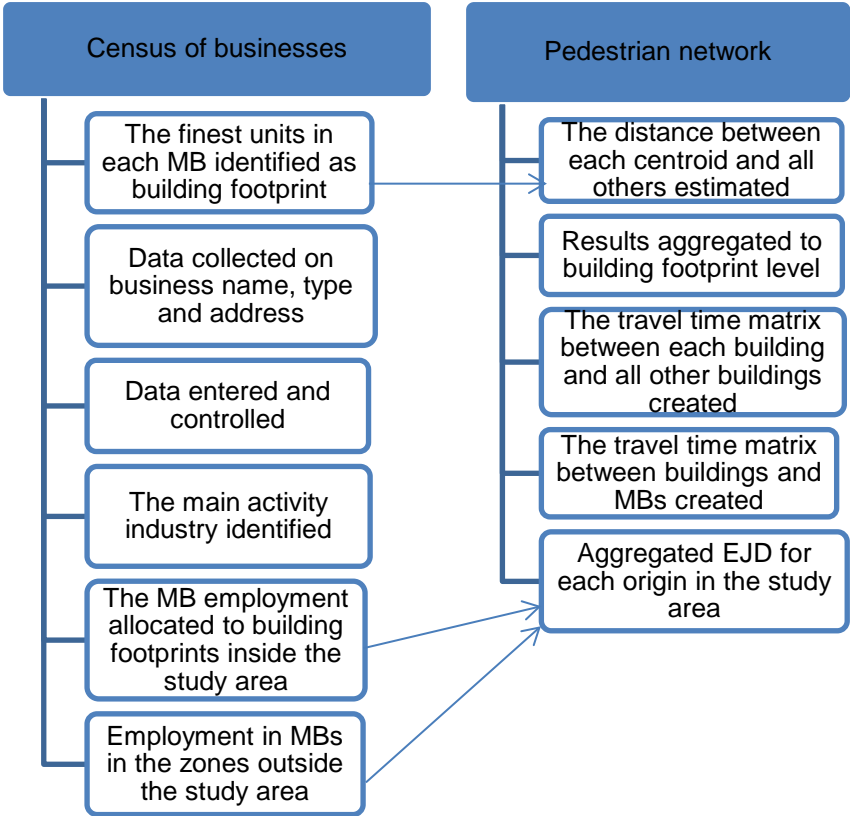 Census of businesses
The finest units in
each MB identified as
building footprint
Data collected on
business name, type
and address
Data entered and
controlled
The main activity
industry identified
The MB employment
allocated to building
footprints inside the
study area
Employment in MBs
in the zones outside
the study area
Pedestrian network
The distance between
each centroid and all
others estimated
Results aggregated to
building footprint level
The travel time matrix
between each building
and all other buildings
created
The travel time matrix
between buildings and
MBs created
Aggregated EJD for
each origin in the study
area